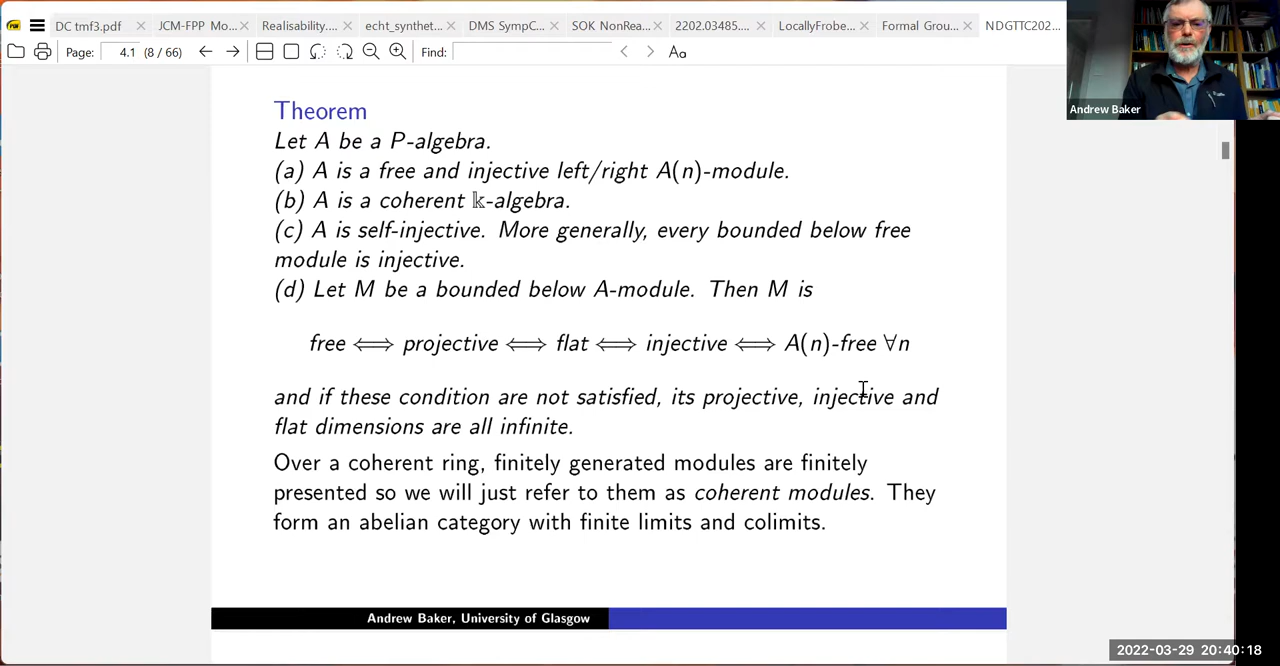 DC tmf3.pdf
JCM-FPP Mo...
Realisability....
echt_synthet...
DMS SympC...
SOK NonRea...
2202.03485....
LocallyFrobe...
Formal Grou...
NDGTTC202...
Page: 4.1 (8 / 66) Find: Aa
Andrew Baker
Theorem
Let A be a P-algebra.
(a) A is a free and injective left/right A(n)-module.
(b) A is a coherent 𝕜-algebra.
(c) A is self-injective. More generally, every bounded below free
module is injective.
(d) Let M be a bounded below A-module. Then M is
free ⟺ projective ⟺ flat ⟺ injective ⟺ A(n)-free ∀n
and if these condition are not satisfied, its projective, injective and
flat dimensions are all infinite.
Over a coherent ring, finitely generated modules are finitely
presented so we will just refer to them as coherent modules. They
form an abelian category with finite limits and colimits.
Andrew Baker, University of Glasgow
2022-03-29 20:40:18